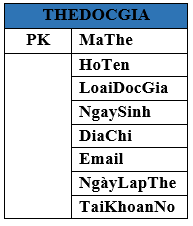 THEDOCGIA
PK MaThe
HoTen
LoaiDocGia
NgaySinh
DiaChi
Email
NgàyLapThe
TaiKhoanNo